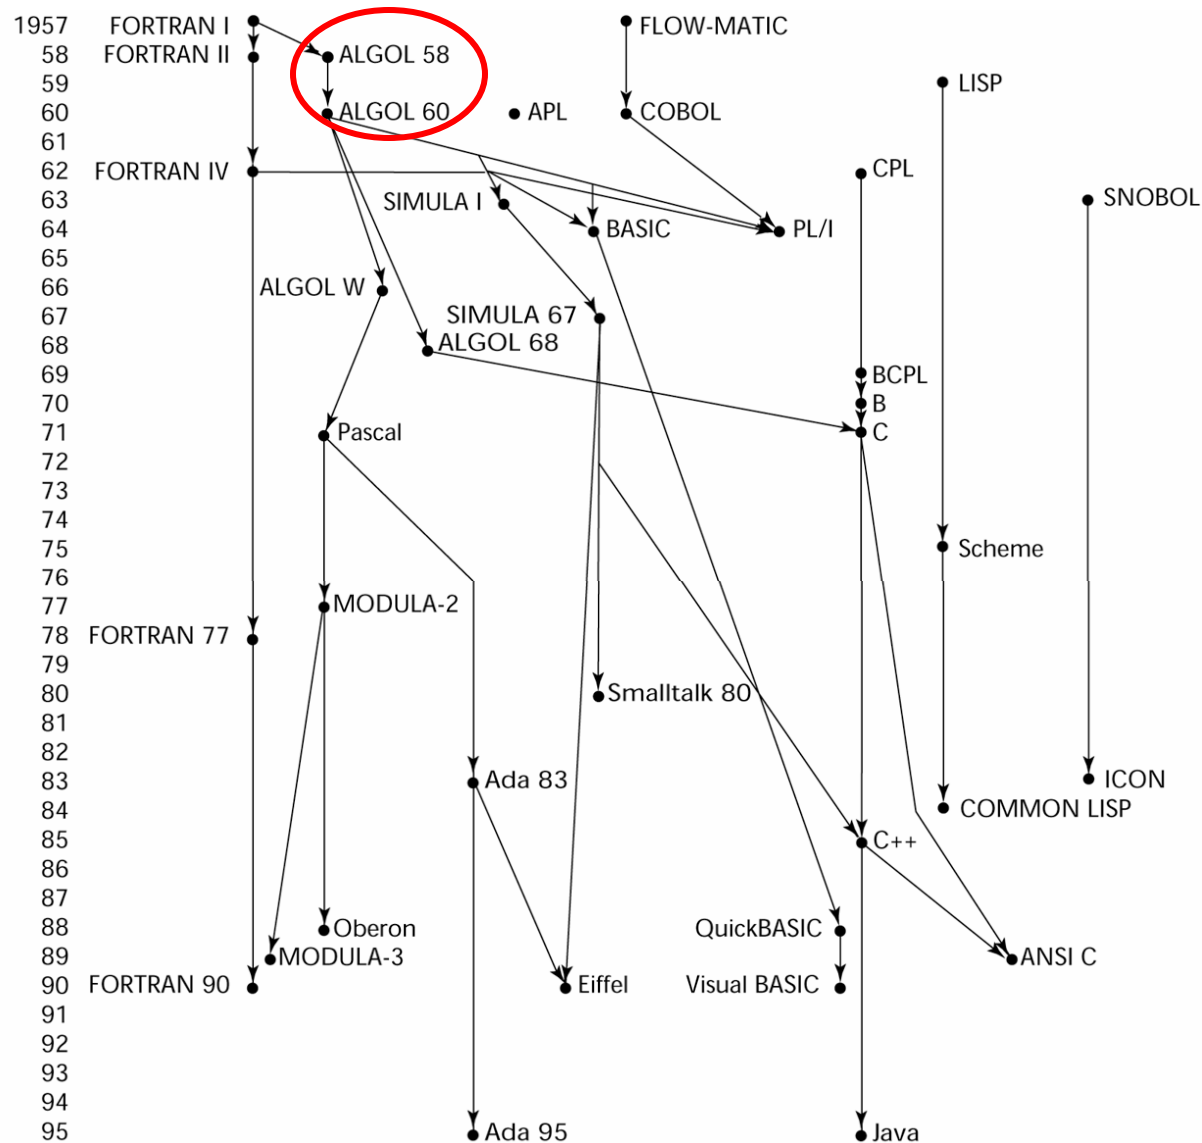 1957 FORTRAN I FLOW-MATIC
58 FORTRAN II ALGOL 58
59 LISP
60 ALGOL 60 APL COBOL
61
62 FORTRAN IV CPL
63 SIMULA I SNOBOL
64 BASIC PL/I
65
66 ALGOL W
67 SIMULA 67
68 ALGOL 68
69 BCPL
70 B
71 Pascal C
72
73
74
75 Scheme
76
77 MODULA-2
78 FORTRAN 77
79
80 Smalltalk 80
81
82
83 Ada 83 ICON
84 COMMON LISP
85 C++
86
87
88 Oberon QuickBASIC
89 MODULA-3 ANSI C
90 FORTRAN 90 Eiffel Visual BASIC
91
92
93
94
95 Ada 95 Java